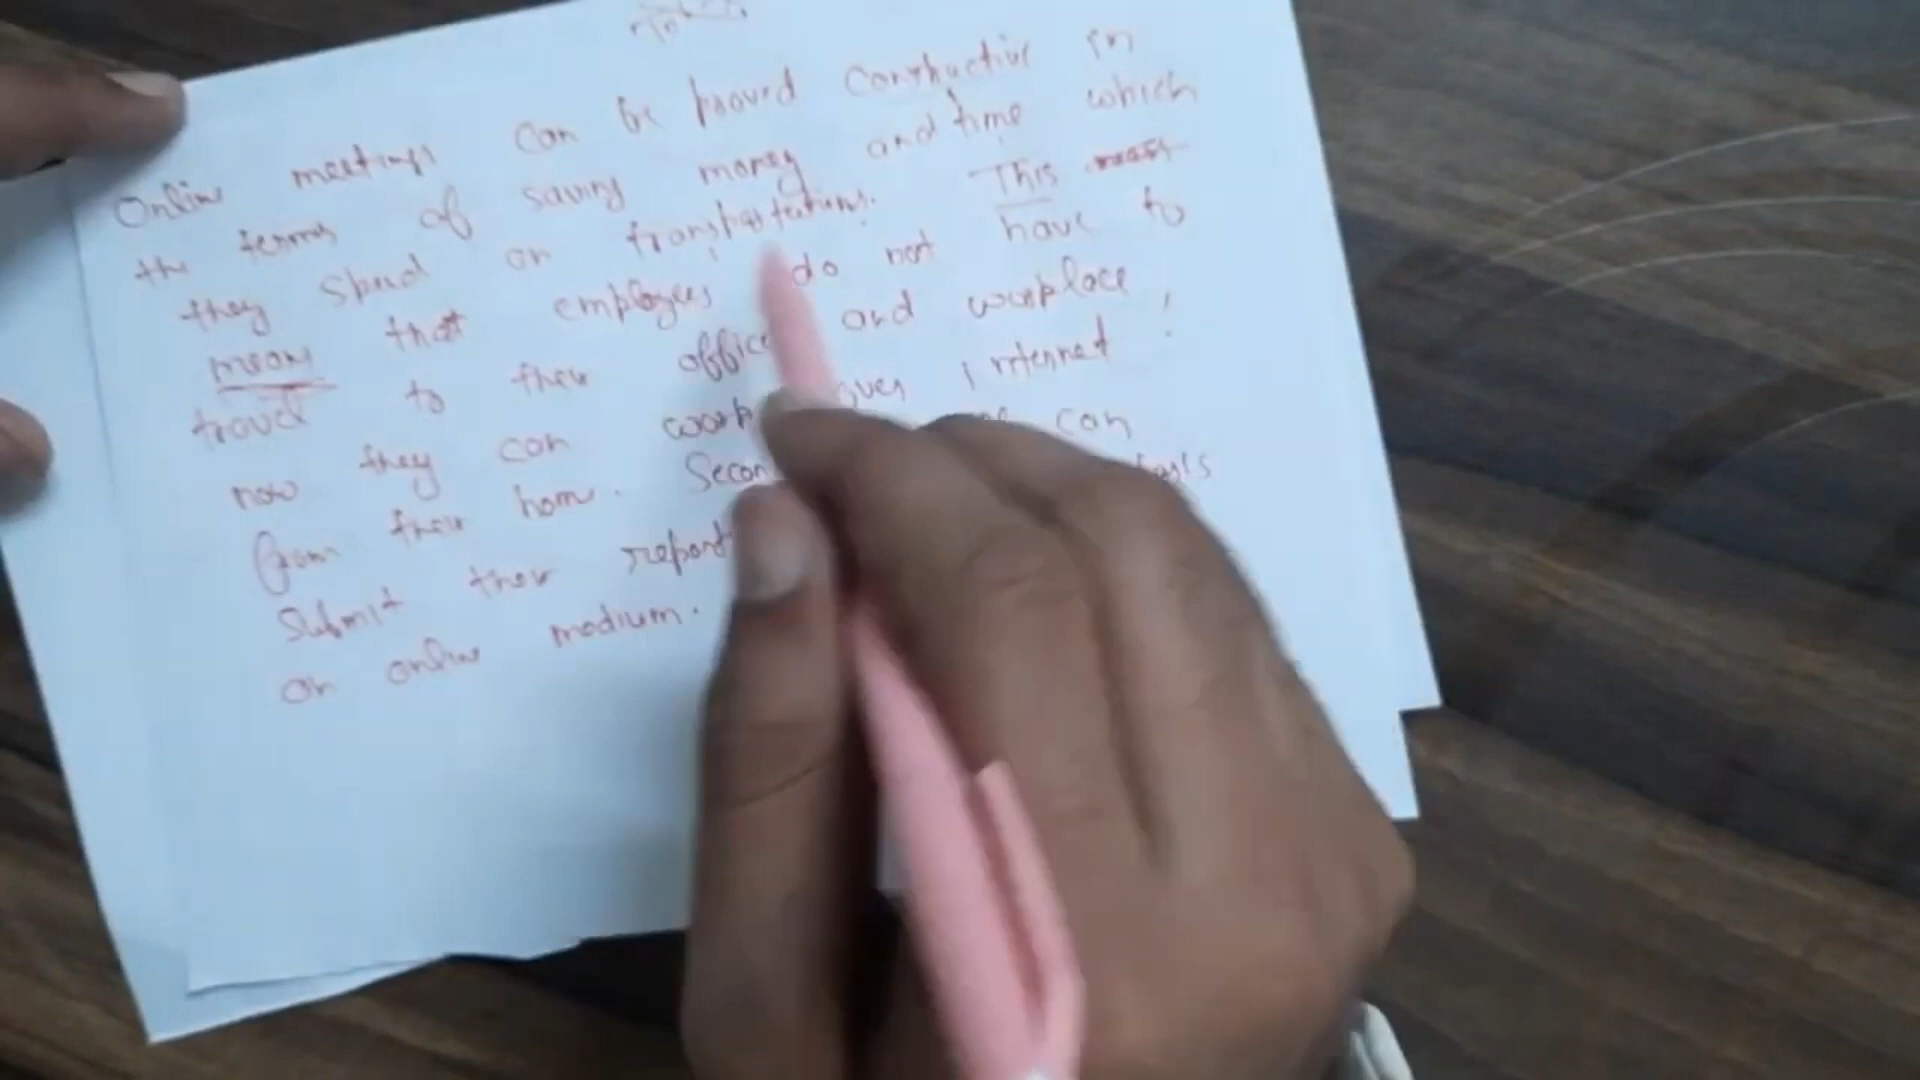 Online meetings can be proved constructive in
the terms of saving money and time which
they spend on transportations. This
means that employees do not have to
travel to their office and workplace
now they can work over internet
from their home. Secon can
submit their report
on online medium.